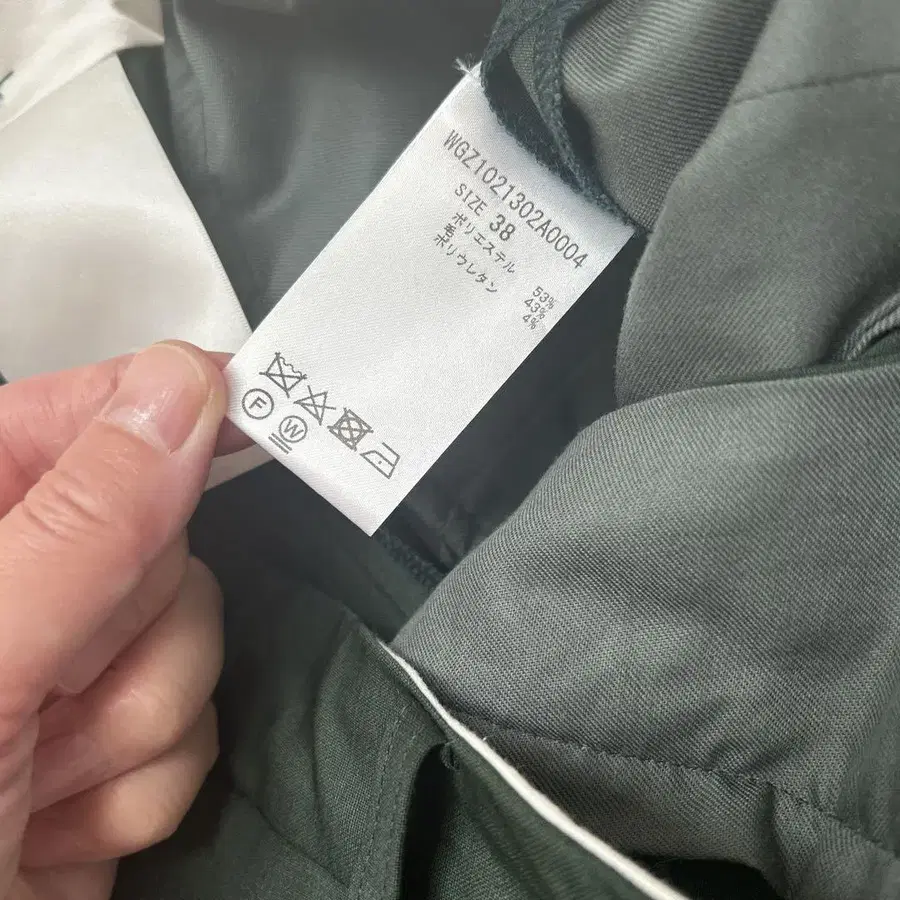 WGZ1021302A0004
SIZE 38
ポリエステル 53%
毛 43%
ポリウレタン 4%
F
W